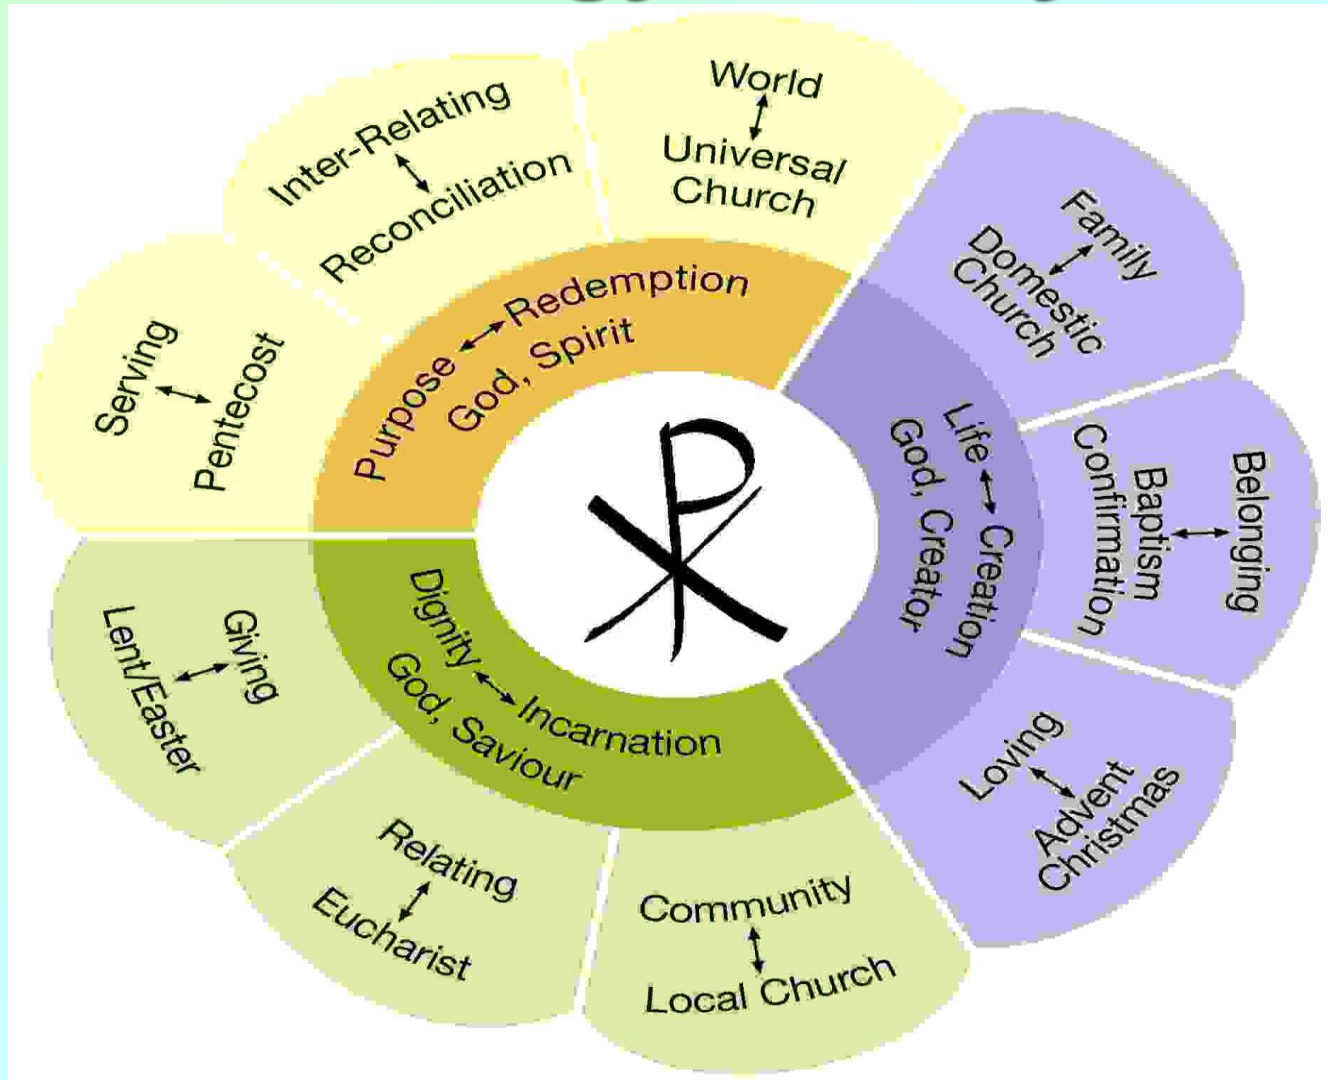 World
Universal
Church
Family
Domestic
Church
Belonging
Baptism
Confirmation
Loving
Advent
Christmas
Community
Local Church
Relating
Eucharist
Giving
Lent/Easter
Serving
Pentecost
Inter-Relating
Reconciliation
Purpose Redemption
God, Spirit
Life Creation
God, Creator
Dignity Incarnation
God, Saviour